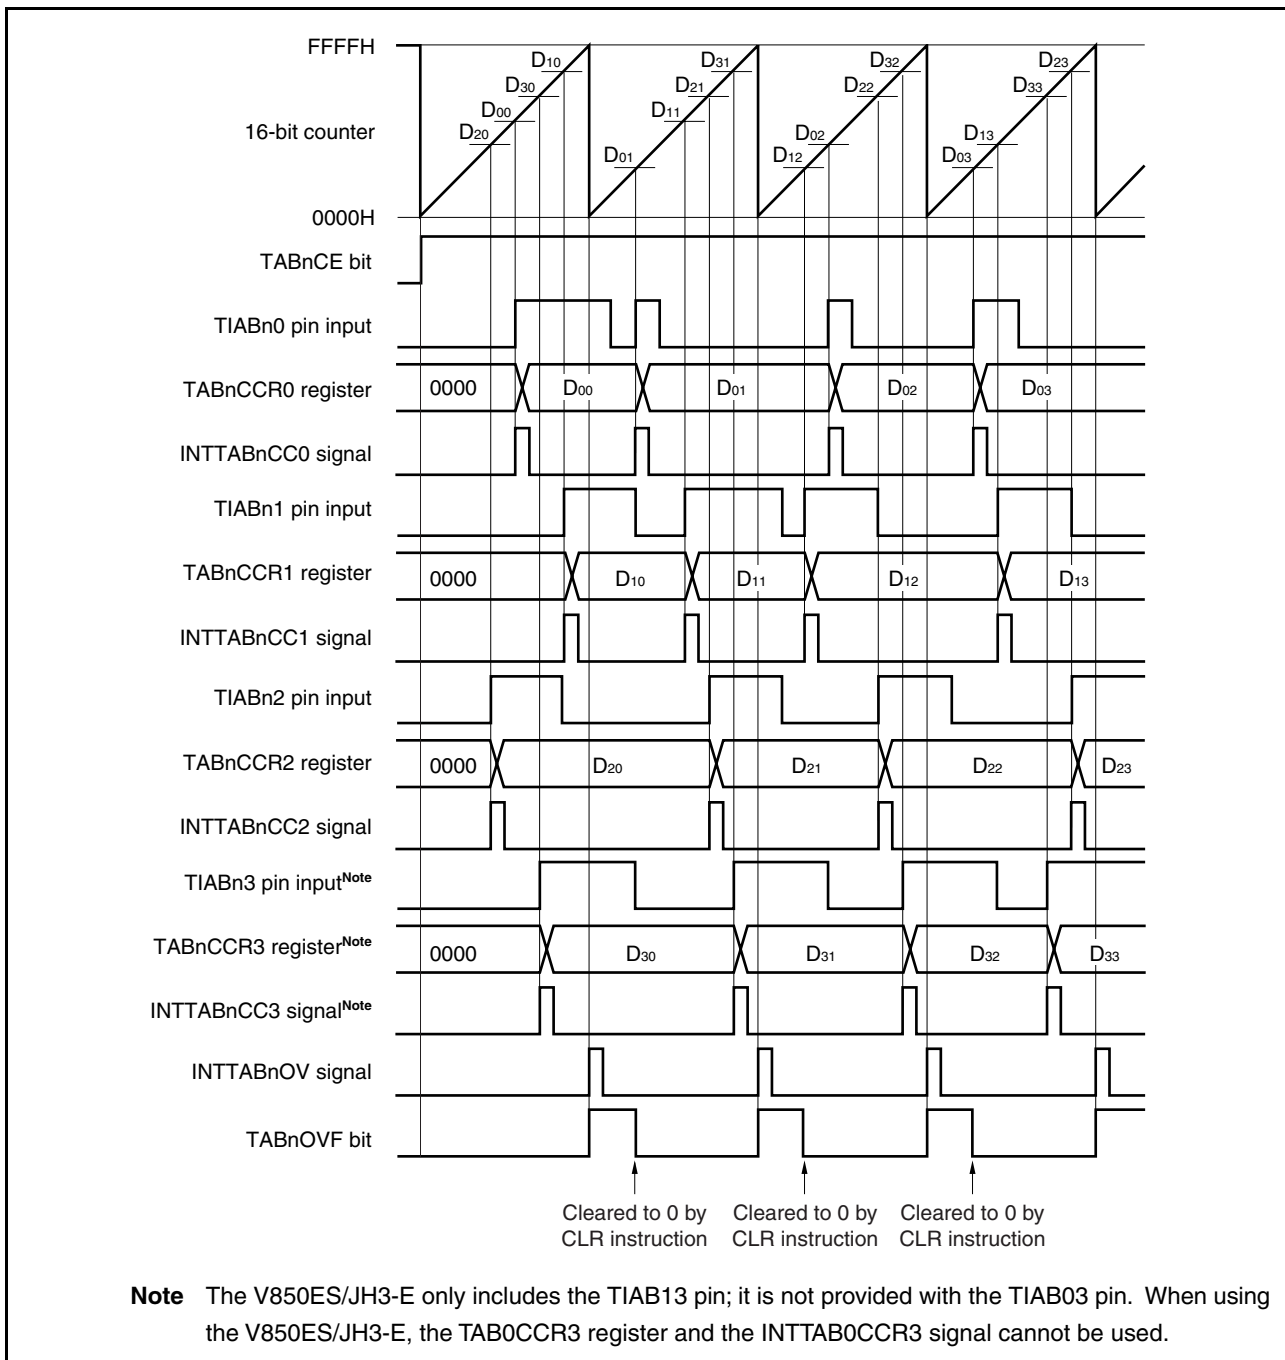 FFFFH
D10
D31
D32
D23
D30
D21
D22
D33
D00
D11
16-bit counter
D20
D02
D13
D01
D12
D03
0000H
TABnCE bit
TIABn0 pin input
TABnCCR0 register
0000
D00
D01
D02
D03
INTTABnCC0 signal
TIABn1 pin input
TABnCCR1 register
0000
D10
D11
D12
D13
INTTABnCC1 signal
TIABn2 pin input
TABnCCR2 register
0000
D20
D21
D22
D23
INTTABnCC2 signal
TIABn3 pin inputNote
TABnCCR3 registerNote
0000
D30
D31
D32
D33
INTTABnCC3 signalNote
INTTABnOV signal
TABnOVF bit
Cleared to 0 by
CLR instruction
Cleared to 0 by
CLR instruction
Cleared to 0 by
CLR instruction
Note The V850ES/JH3-E only includes the TIAB13 pin; it is not provided with the TIAB03 pin. When using
the V850ES/JH3-E, the TAB0CCR3 register and the INTTAB0CCR3 signal cannot be used.